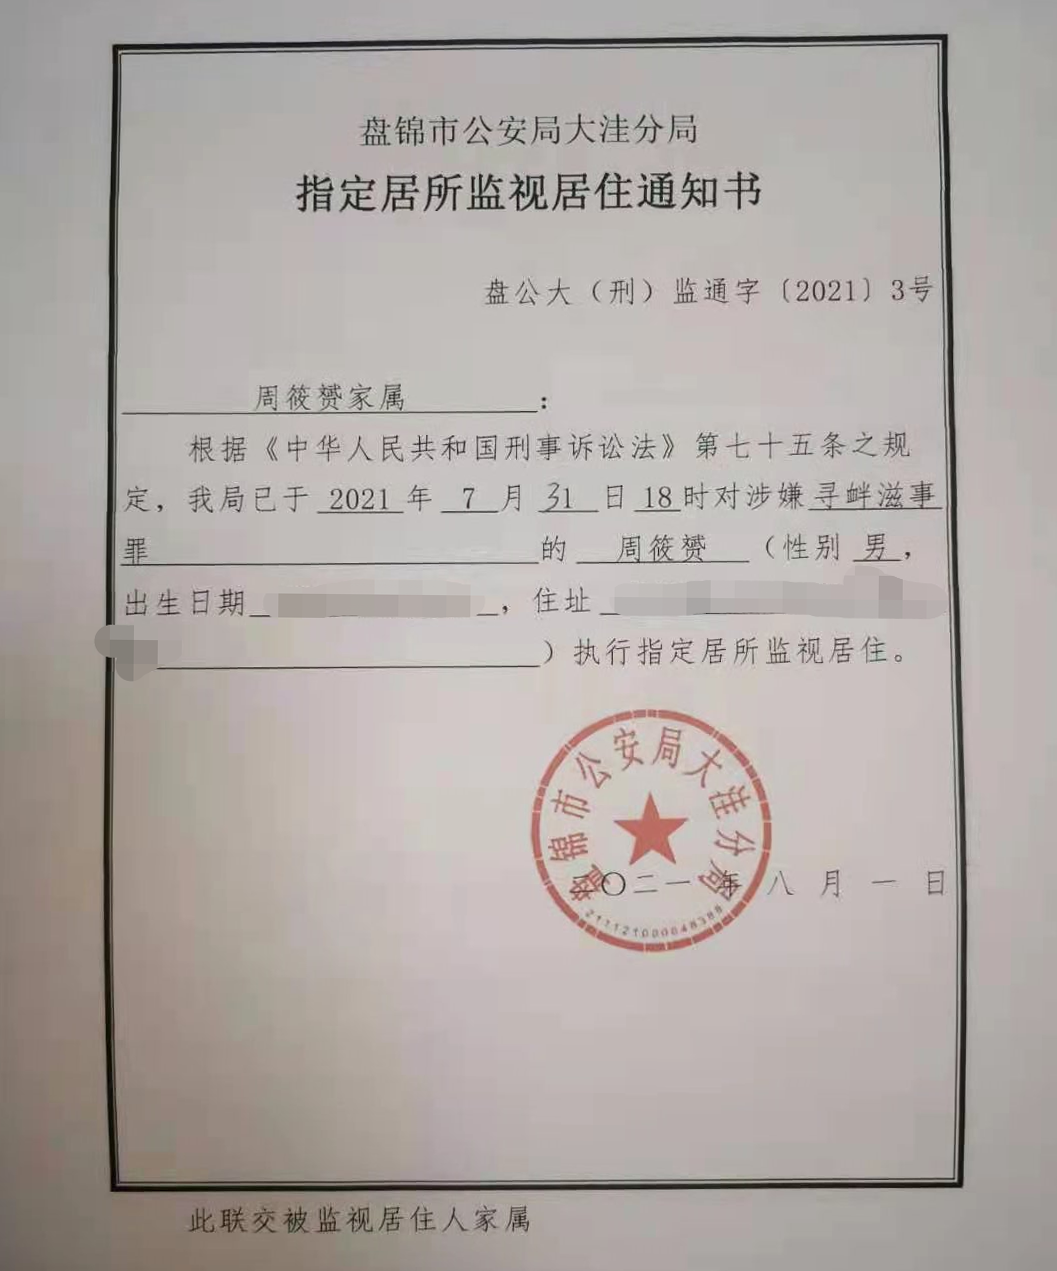 盘锦市公安局大洼分局
指定居所监视居住通知书
盘公大（刑）监通字〔2021〕3号
周筱赟家属：
根据《中华人民共和国刑事诉讼法》第七十五条之规
定，我局已于 2021 年 7 月 31 日 18 时对涉嫌 寻衅滋事
罪 的 周筱赟 （性别 男，
出生日期 ，住址
）执行指定居所监视居住。
盘锦市公安局大洼分局
二〇二一年八月一日
此联交被监视居住人家属